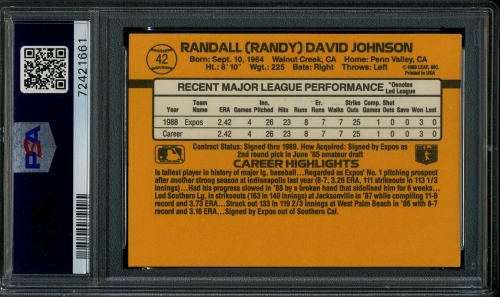 42
RANDALL (RANDY) DAVID JOHNSON
Born: Sept. 10, 1964 Walnut Creek, CA Home: Penn Valley, CA
Ht.: 6'10" Wgt.: 225 Bats: Right Throws: Left
© 1989 LEAF, INC.
Printed in USA
RECENT MAJOR LEAGUE PERFORMANCE *Denotes Led League
Year Team Name ERA Games Inn. Pitched Hits Runs Er. Runs Walks Strike Outs Comp. Games Shut Outs Save Won Lost
1988 Expos 2.42 4 26 23 8 7 7 25 1 0 0 3 0
Career 2.42 4 26 23 8 7 7 25 1 0 0 3 0
Contract Status: Signed thru 1989. How Acquired: Signed by Expos as
2nd round pick in June '85 amateur draft
CAREER HIGHLIGHTS
Is tallest player in history of major lg. baseball...Regarded as Expos' No. 1 pitching prospect
after another strong season at Indianapolis last year (8-7, 3.26 ERA, 111 strikeouts in 113 1/3
innings)...Had his progress slowed in '88 by a broken hand that sidelined him for 6 weeks...
Led Southern Lg. in strikeouts (163 in 140 innings) at Jacksonville in '87 while compiling 11-8
record and 3.73 ERA...Struck out 133 in 119 2/3 innings at West Palm Beach in '86 with 8-7
record and 3.16 ERA...Signed by Expos out of Southern Cal.
PSA
72421661
MLB